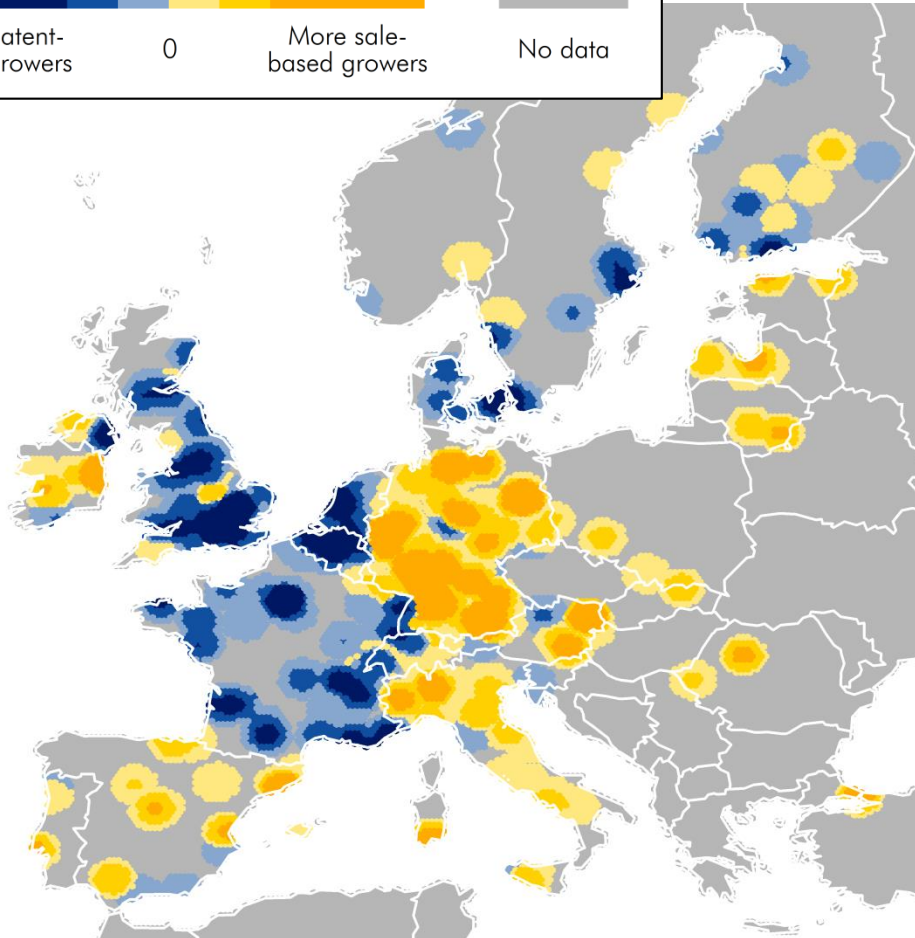 atent-
rowers
0
More sale-
based growers
No data